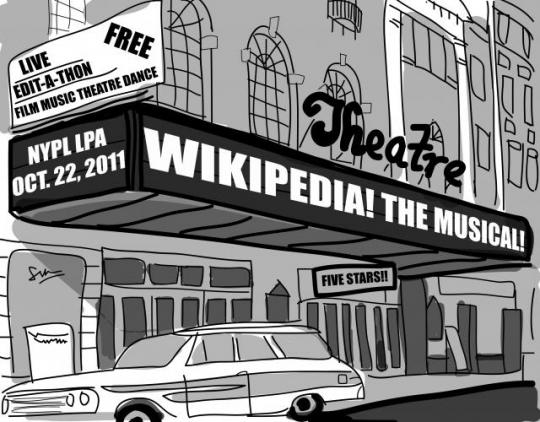 FREE
LIVE
EDIT-A-THON
FILM MUSIC THEATRE DANCE
Theatre
NYPL LPA
OCT. 22, 2011
WIKIPEDIA! THE MUSICAL!
FIVE STARS!!